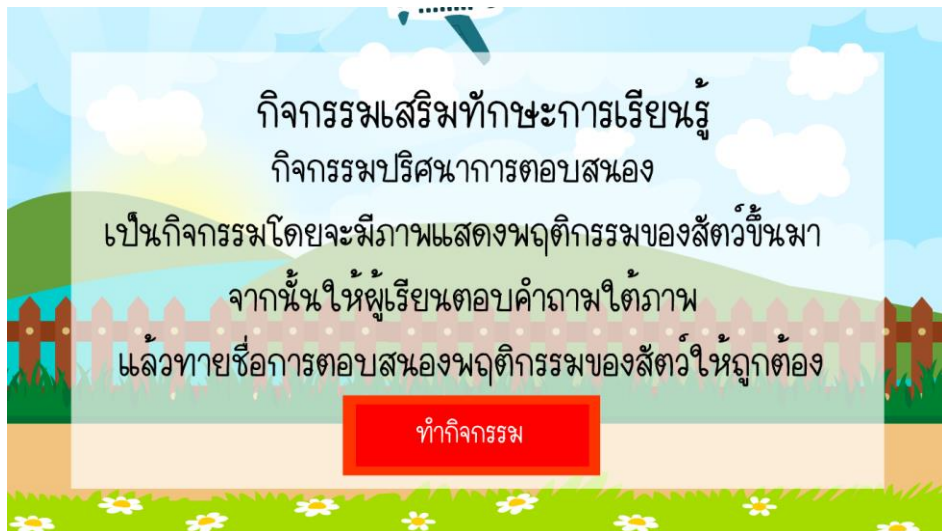 กิจกรรมเสริมทักษะการเรียนรู้
กิจกรรมปริศนาการตอบสนอง
เป็นกิจกรรมโดยจะมีภาพแสดงพฤติกรรมของสัตว์ขึ้นมา
จากนั้นให้ผู้เรียนตอบคำถามใต้ภาพ
แล้วทายชื่อการตอบสนองพฤติกรรมของสัตว์ให้ถูกต้อง
ทำกิจกรรม